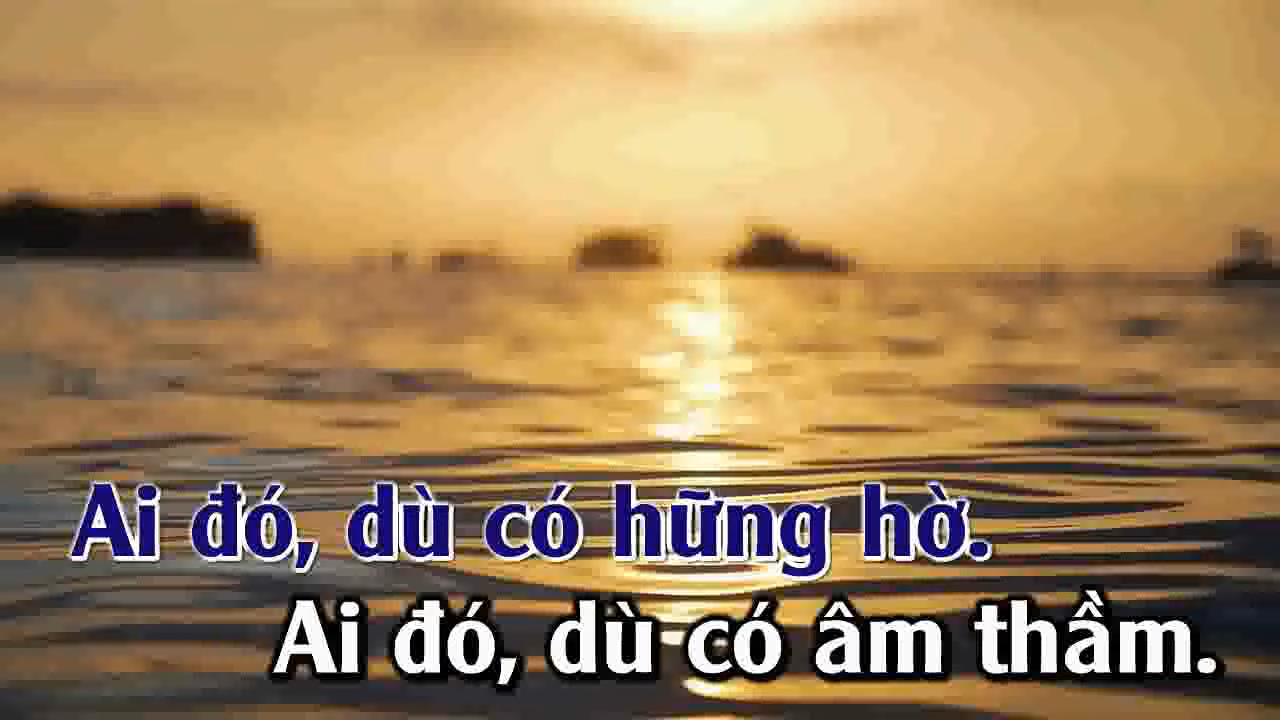 Ai đó, dù có hững hờ.
Ai đó, dù có âm thầm.